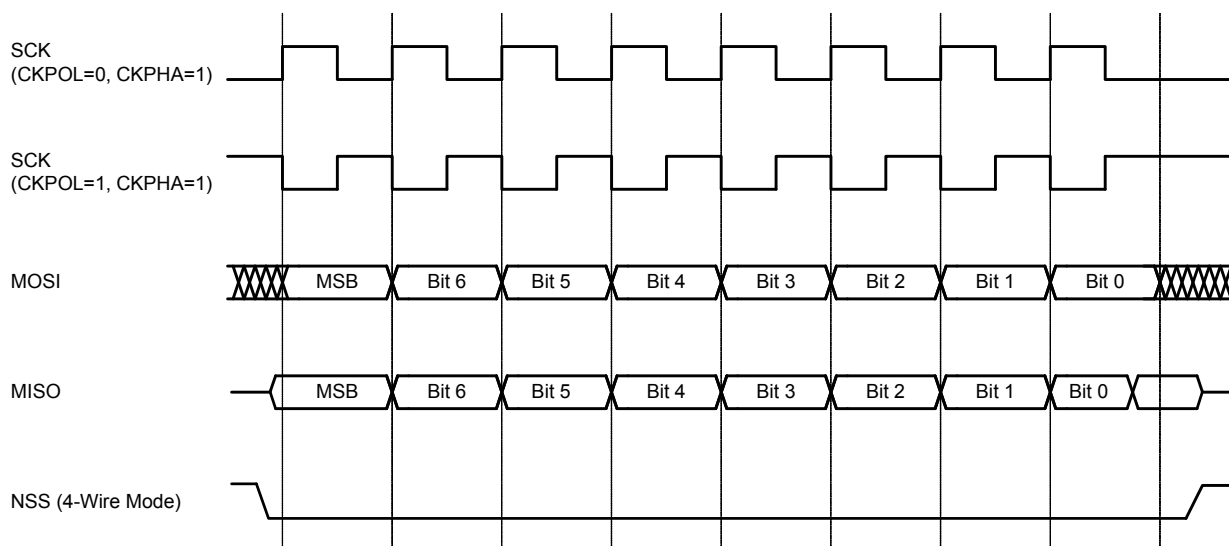 SCK
(CKPOL=0, CKPHA=1)
SCK
(CKPOL=1, CKPHA=1)
MOSI MSB Bit 6 Bit 5 Bit 4 Bit 3 Bit 2 Bit 1 Bit 0
MISO MSB Bit 6 Bit 5 Bit 4 Bit 3 Bit 2 Bit 1 Bit 0
NSS (4-Wire Mode)